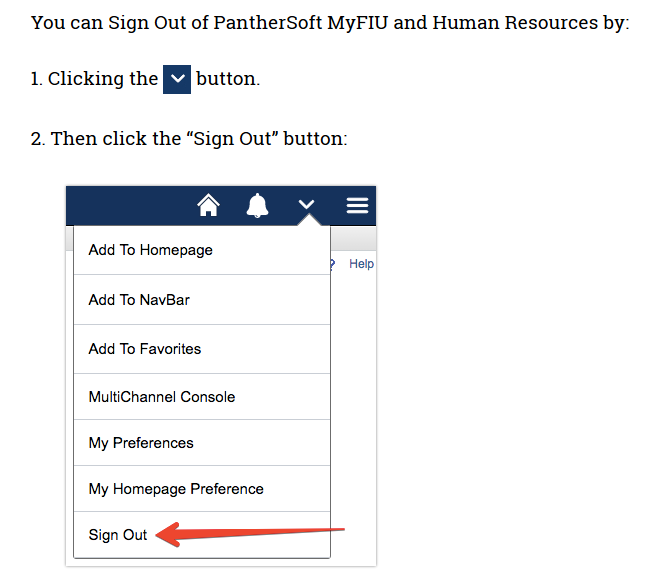 You can Sign Out of PantherSoft MyFIU and Human Resources by:
1. Clicking the button.
2. Then click the “Sign Out” button:
Add To Homepage
? Help
Add To NavBar
Add To Favorites
MultiChannel Console
My Preferences
My Homepage Preference
Sign Out